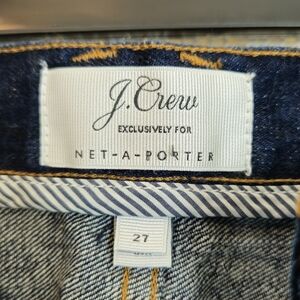 J.Crew
EXCLUSIVELY FOR
NET-A-PORTER
27